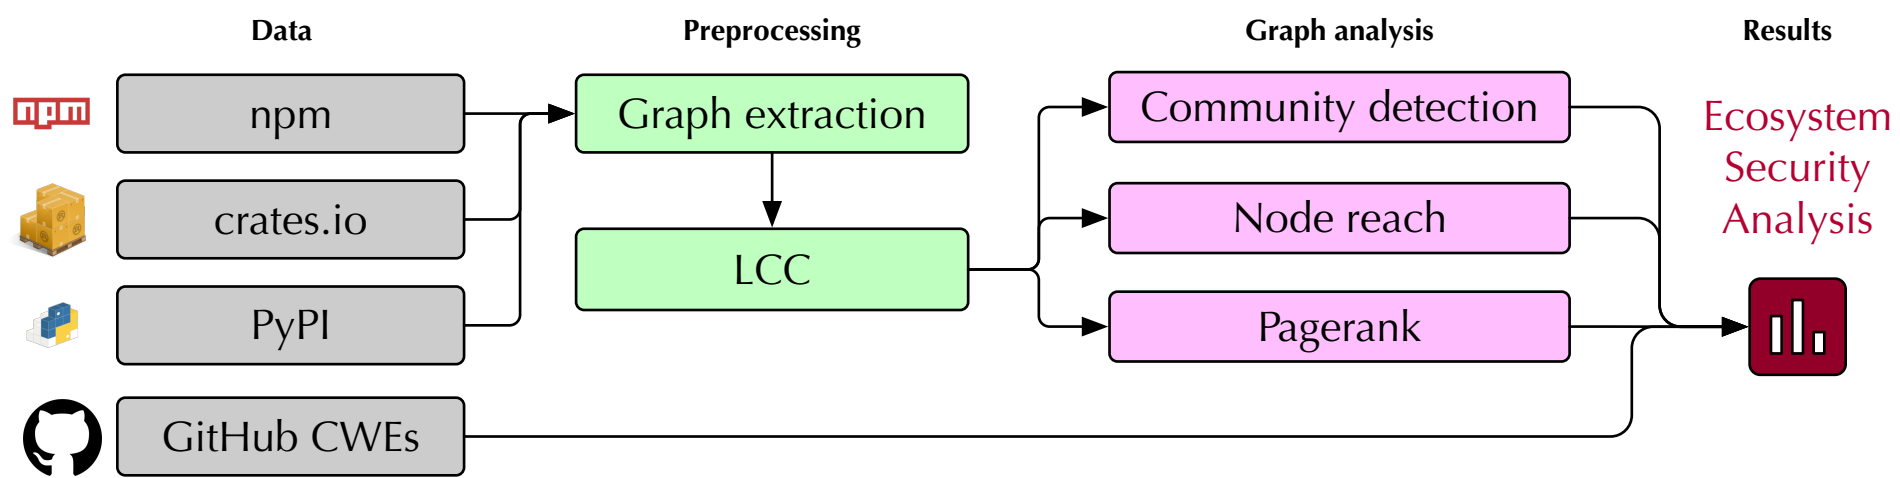 Data
Preprocessing
Graph analysis
Results
npm
npm
crates.io
PyPI
GitHub CWEs
Graph extraction
LCC
Community detection
Node reach
Pagerank
Ecosystem
Security
Analysis